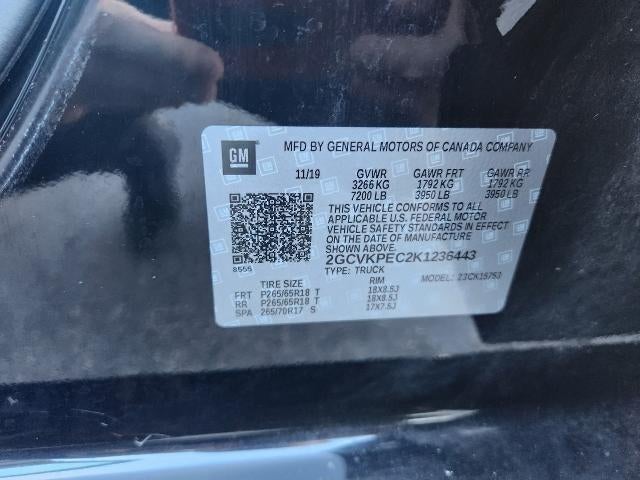 GM
MFD BY GENERAL MOTORS OF CANADA COMPANY
11/19 GVWR GAWR FRT GAWR RR
3266 KG 1792 KG 1792 KG
7200 LB 3950 LB 3950 LB
THIS VEHICLE CONFORMS TO ALL
APPLICABLE U.S. FEDERAL MOTOR
VEHICLE SAFETY STANDARDS IN EFFECT
ON THE DATE OF MANUFACTURE
SHOWN ABOVE.
2GCVKPEC2K1236443
8555
TYPE: TRUCK MODEL: 23CK15753
TIRE SIZE RIM
FRT P265/65R18 T 18X8.5J
RR P265/65R18 T 18X8.5J
SPA 265/70R17 S 17X7.5J